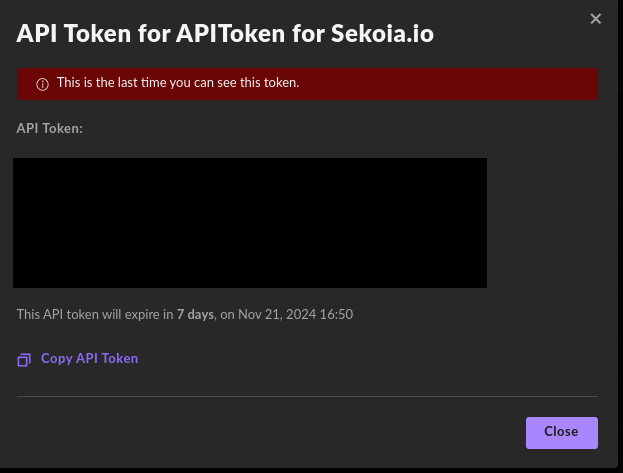 API Token for APIToken for Sekoia.io
This is the last time you can see this token.
API Token:
This API token will expire in 7 days, on Nov 21, 2024 16:50
Copy API Token
Close